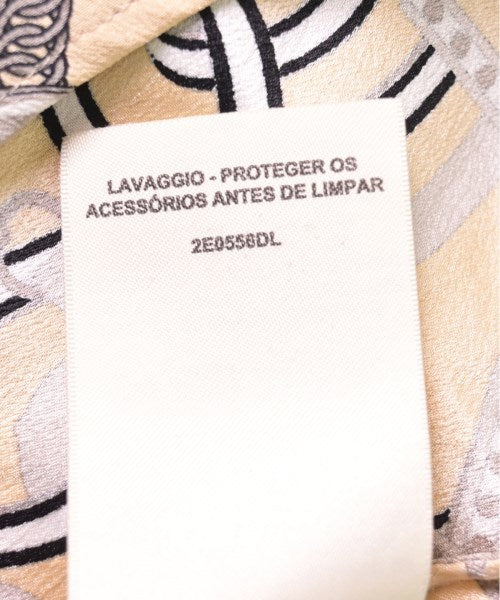 LAVAGGIO - PROTEGER OS
ACESSÓRIOS ANTES DE LIMPAR
2E0556DL